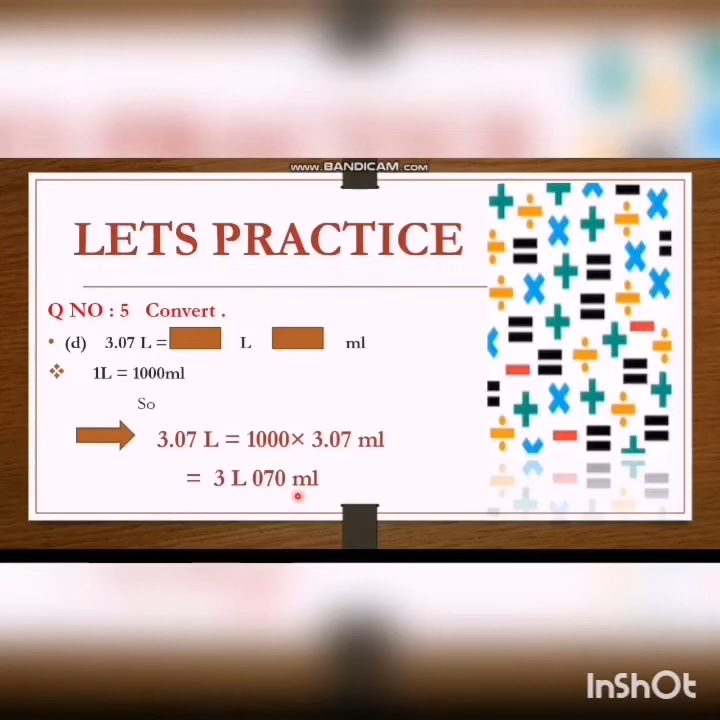 www.BANDICAM.com
LETS PRACTICE
Q NO : 5 Convert .
• (d) 3.07 L = L ml
❖ 1L = 1000ml
So
3.07 L = 1000× 3.07 ml
= 3 L 070 ml
InShOt